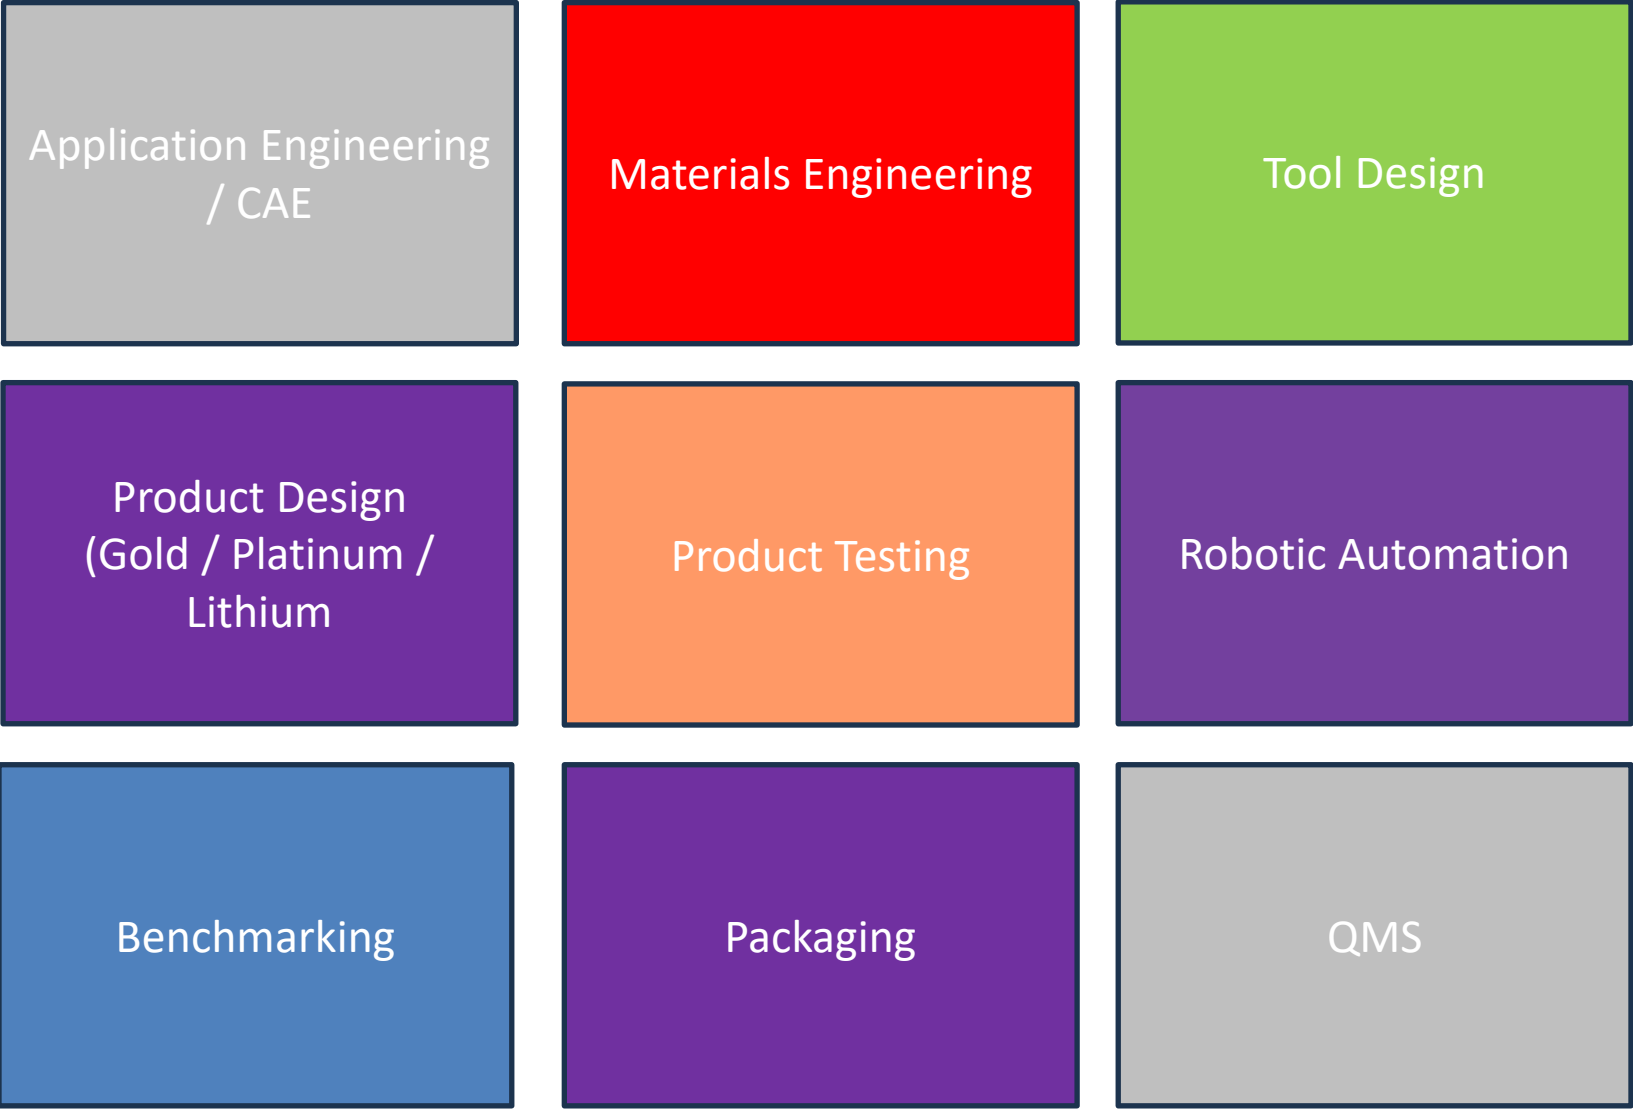 Application Engineering
/ CAE
Materials Engineering
Tool Design
Product Design
(Gold / Platinum /
Lithium
Product Testing
Robotic Automation
Benchmarking
Packaging
QMS